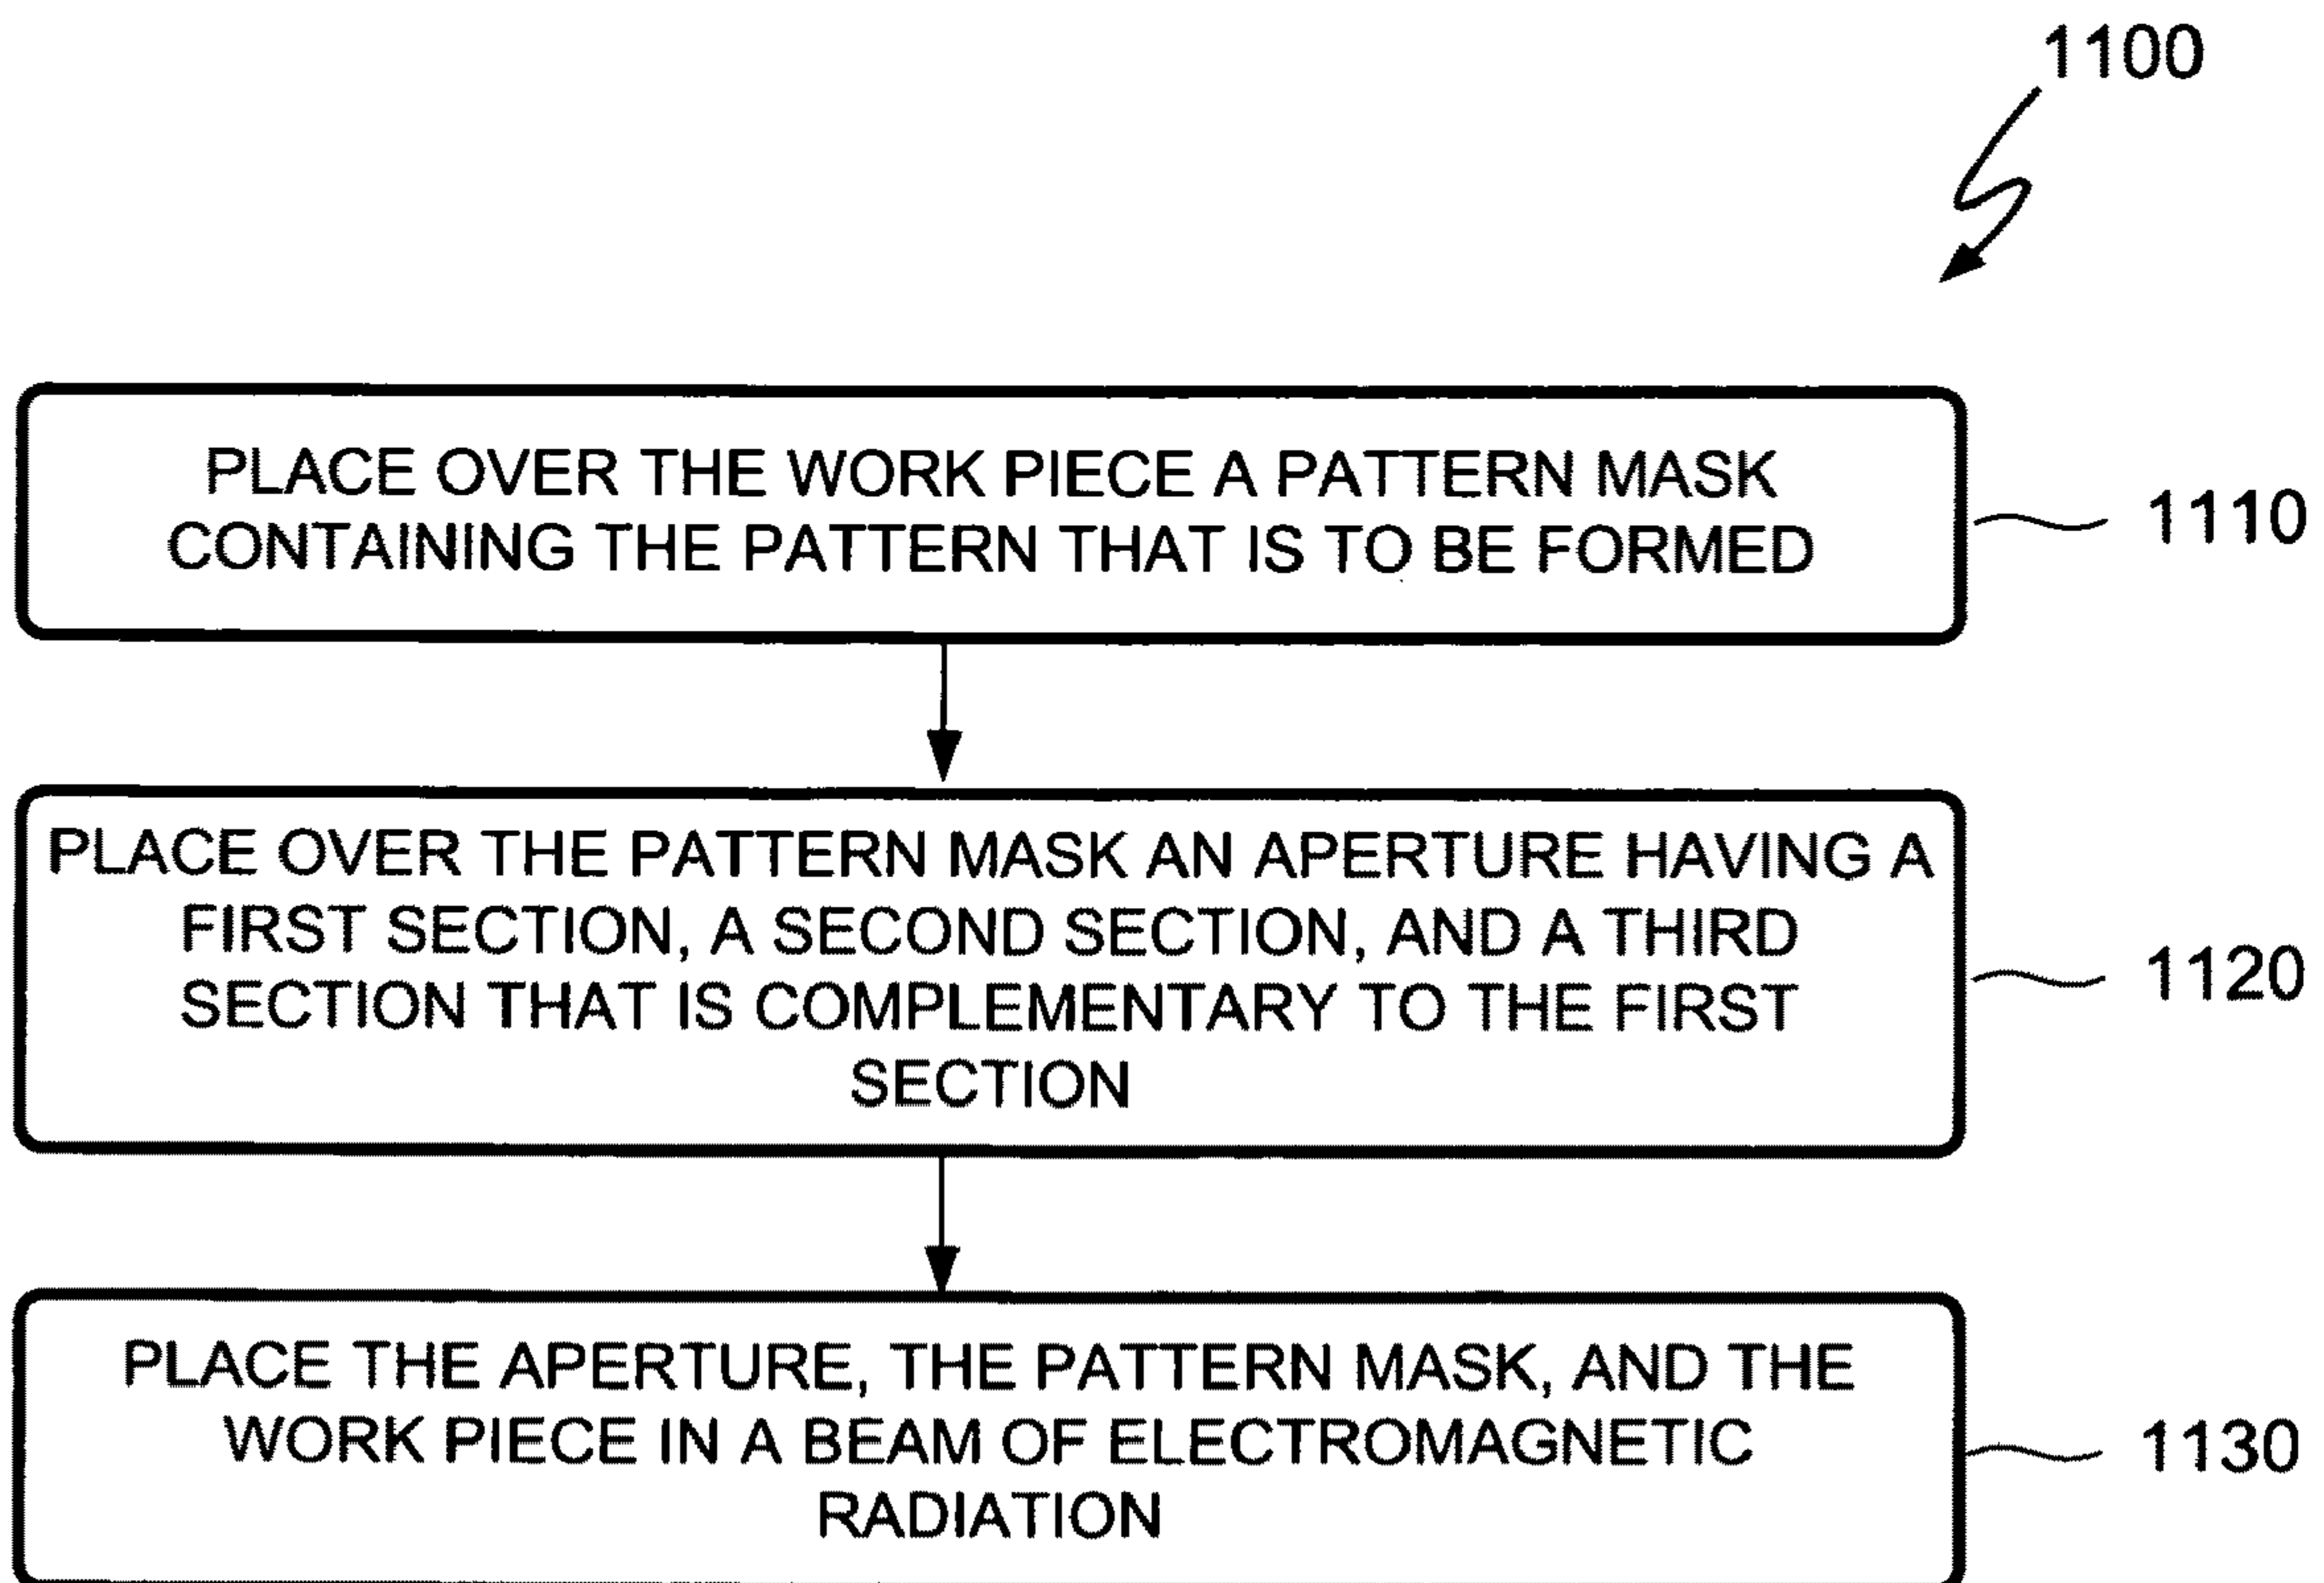 1100
PLACE OVER THE WORK PIECE A PATTERN MASK
CONTAINING THE PATTERN THAT IS TO BE FORMED
1110
PLACE OVER THE PATTERN MASK AN APERTURE HAVING A
FIRST SECTION, A SECOND SECTION, AND A THIRD
SECTION THAT IS COMPLEMENTARY TO THE FIRST
SECTION
1120
PLACE THE APERTURE, THE PATTERN MASK, AND THE
WORK PIECE IN A BEAM OF ELECTROMAGNETIC
RADIATION
1130